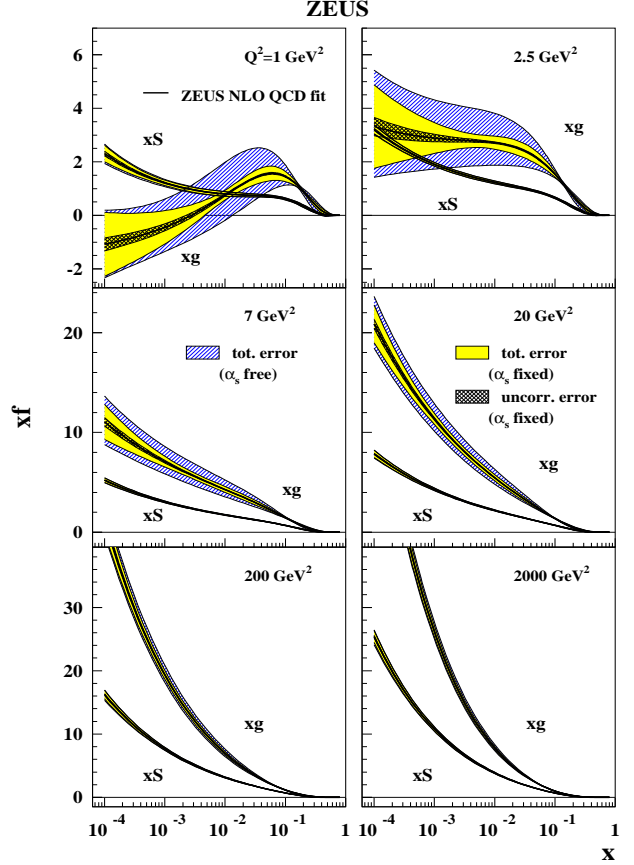 ZEUS
Q²=1 GeV²
2.5 GeV²
ZEUS NLO QCD fit
xS
xg
xg
xS
6
4
2
0
-2
7 GeV²
20 GeV²
tot. error
(αs free)
tot. error
(αs fixed)
uncorr. error
(αs fixed)
xf
20
10
0
xg
xS
xg
xS
200 GeV²
2000 GeV²
30
20
10
0
xg
xS
xg
xS
10⁻⁴ 10⁻³ 10⁻² 10⁻¹ 1 10⁻⁴ 10⁻³ 10⁻² 10⁻¹ 1
x